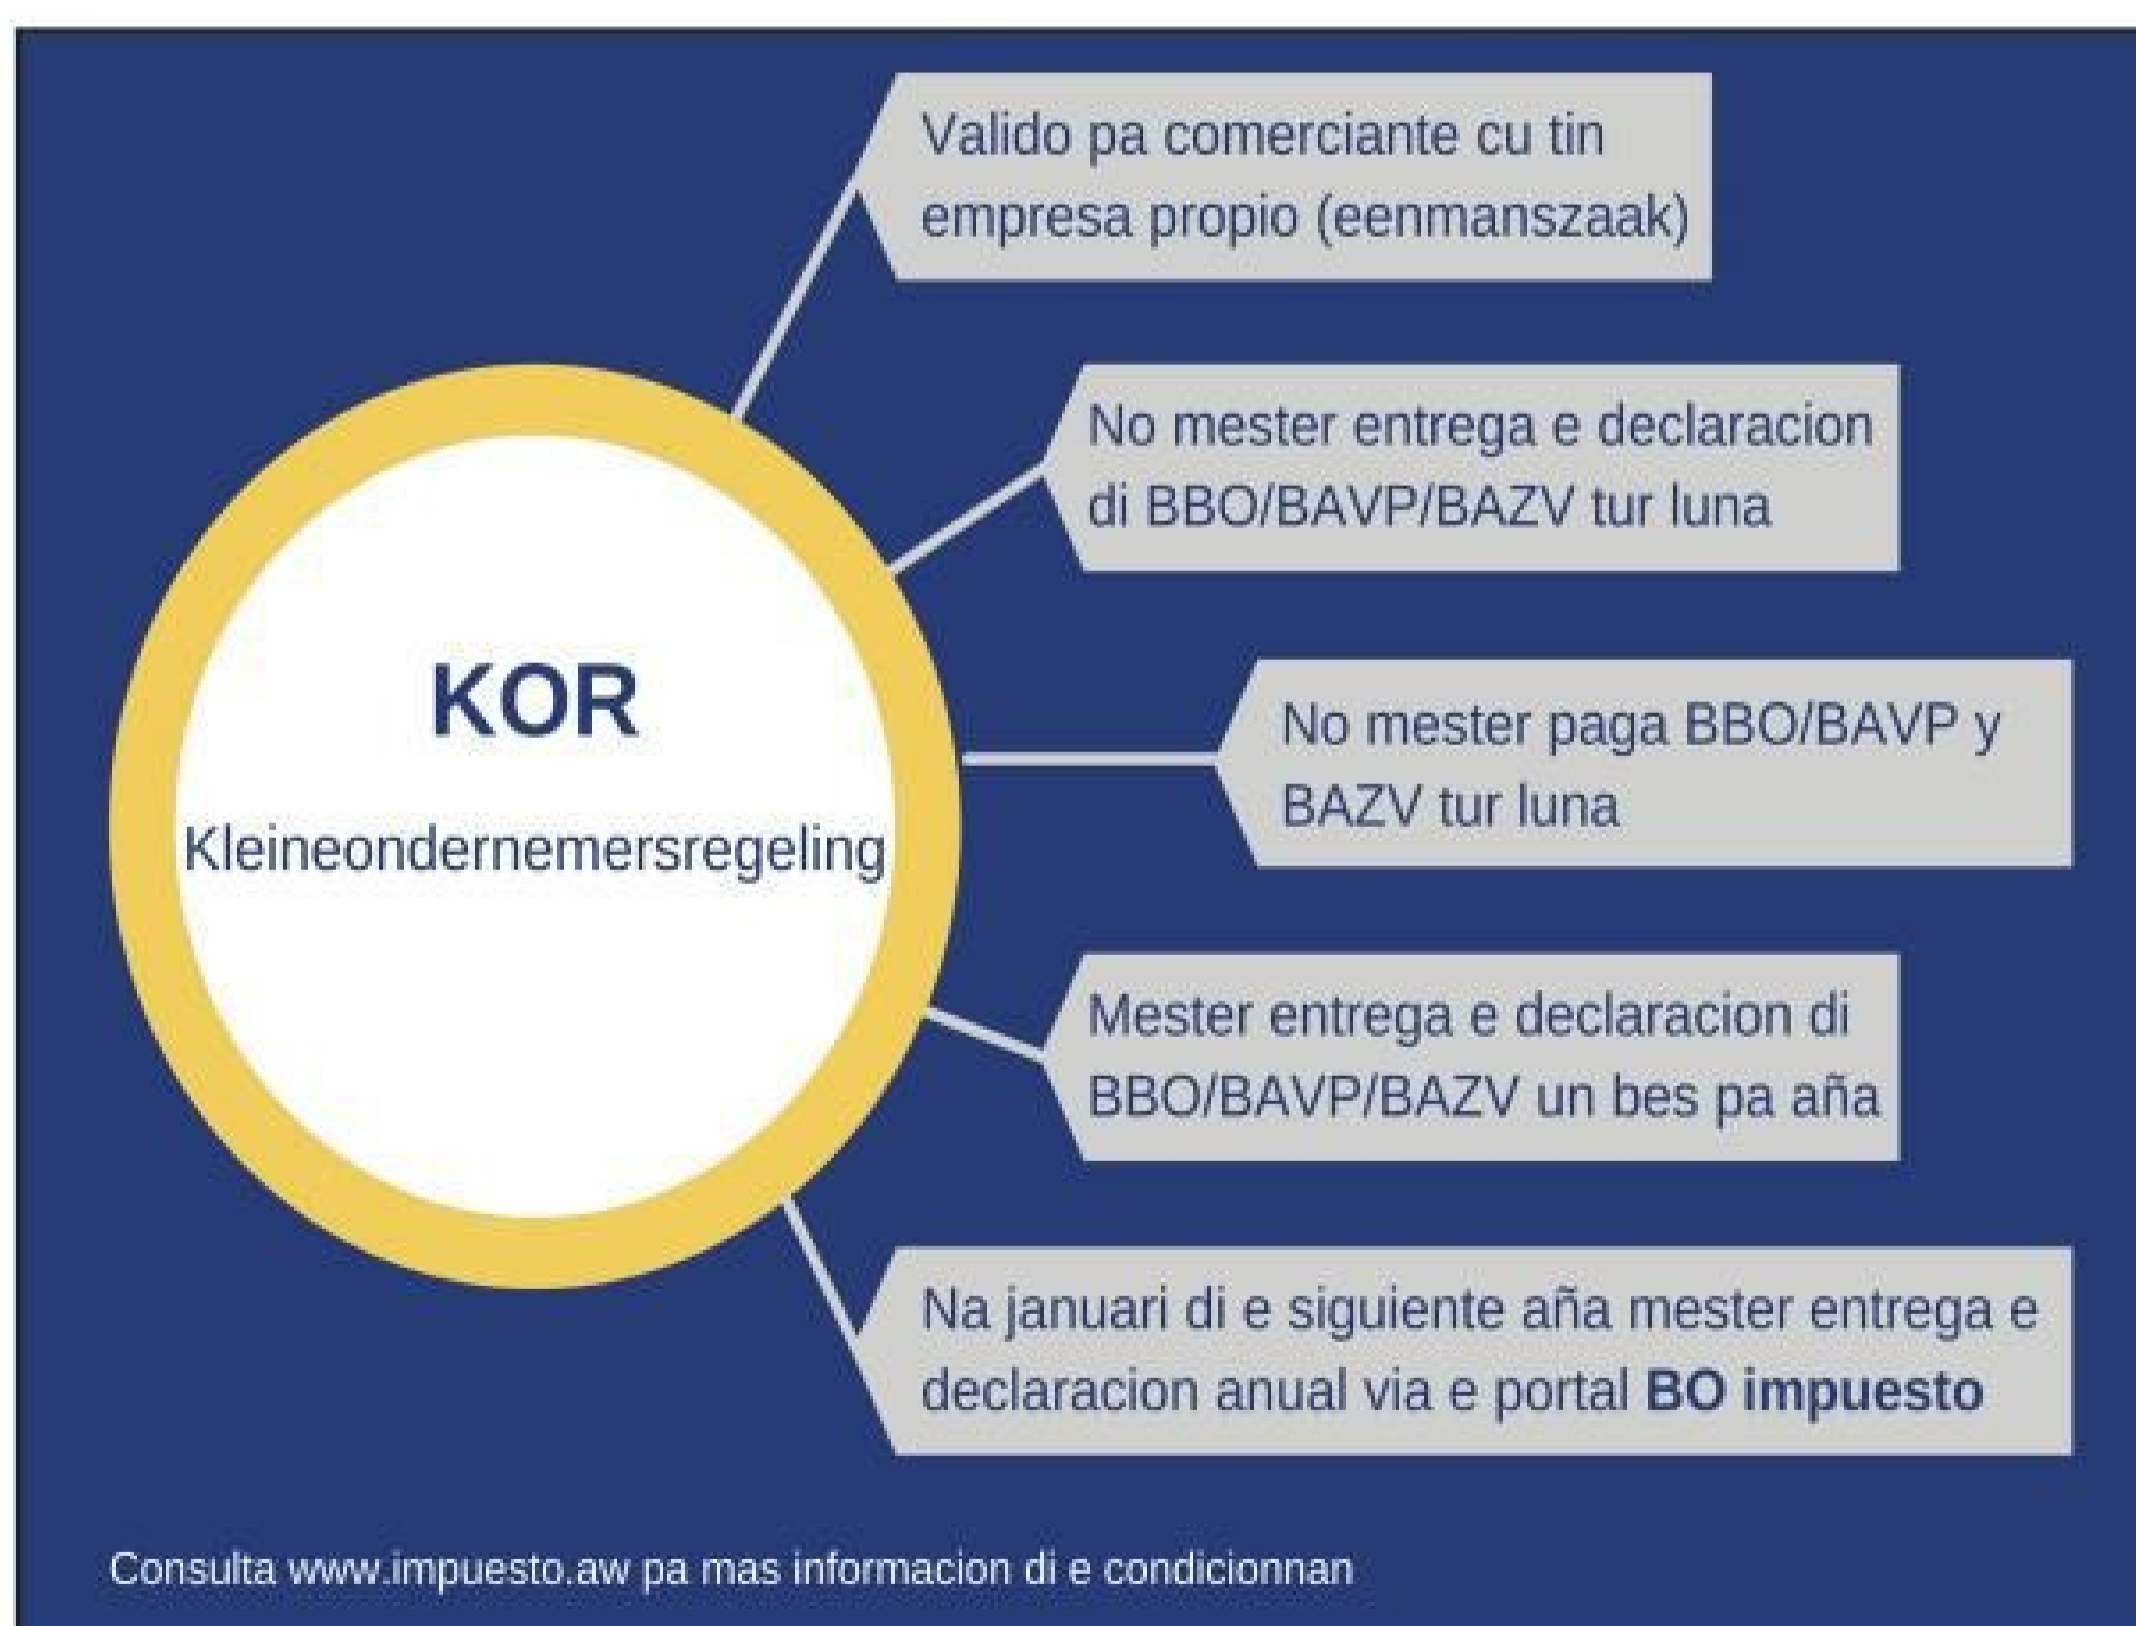 Valido pa comerciante cu tin
empresa propio (eenmanszaak)
No mester entrega e declaracion
di BBO/BAVP/BAZV tur luna
KOR
Kleineondernemersregeling
No mester paga BBO/BAVP y
BAZV tur luna
Mester entrega e declaracion di
BBO/BAVP/BAZV un bes pa aña
Na januari di e siguiente aña mester entrega e
declaracion anual via e portal BO impuesto
Consulta www.impuesto.aw pa mas informacion di e condicionnan